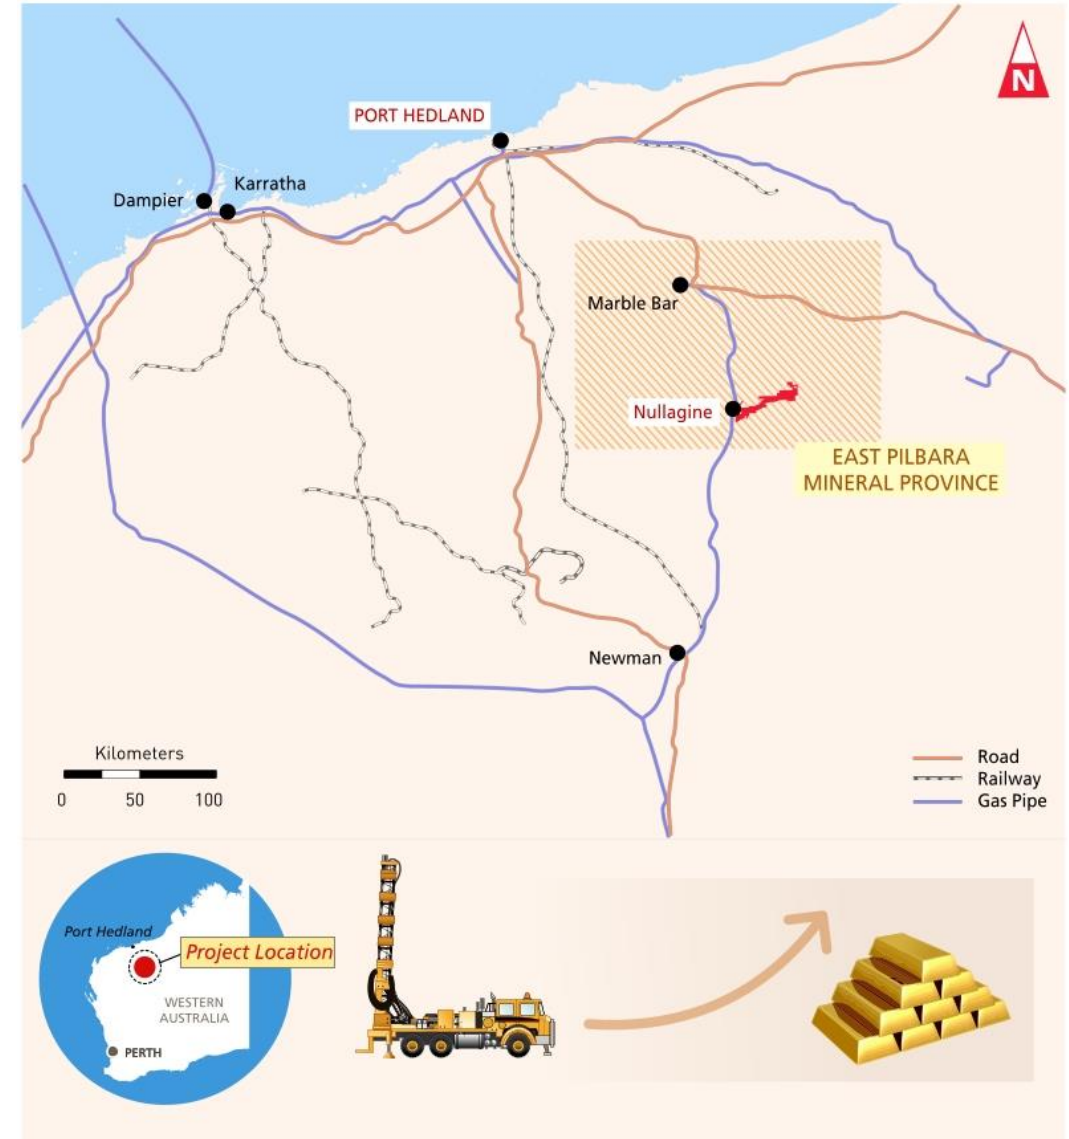 N
PORT HEDLAND
Karratha
Dampier
Marble Bar
Nullagine
EAST PILBARA
MINERAL PROVINCE
Newman
Kilometers
0 50 100
Road
Railway
Gas Pipe
Port Hedland
Project Location
WESTERN
AUSTRALIA
PERTH